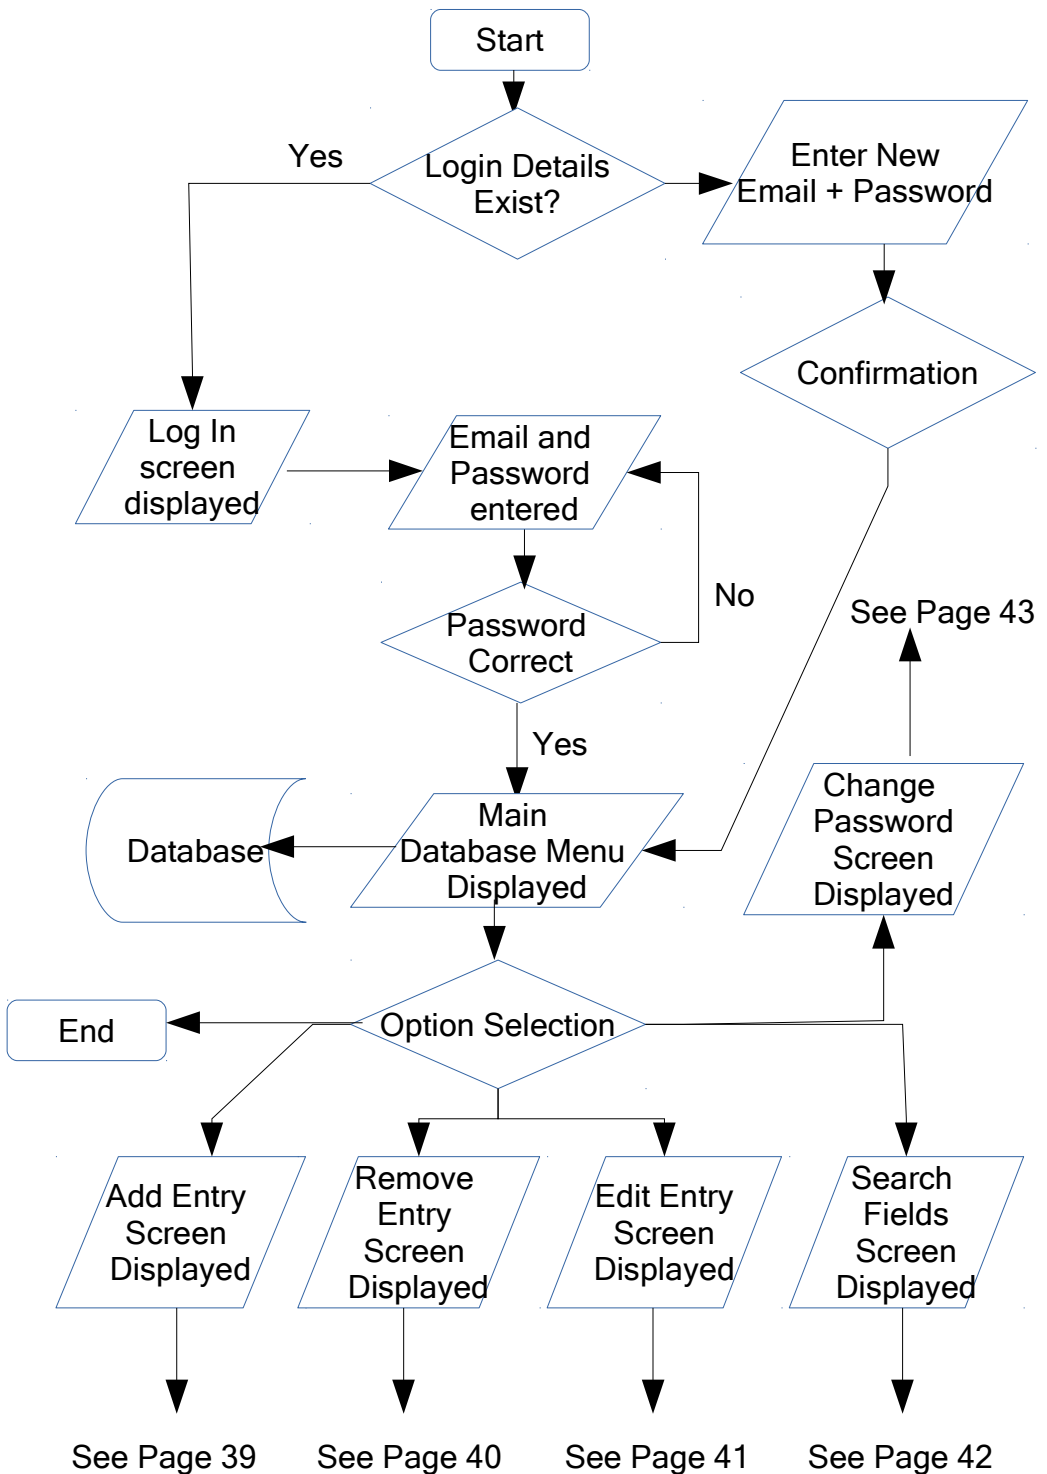 Start
Yes
Login Details
Exist?
Enter New
Email + Password
Confirmation
Log In
screen
displayed
Email and
Password
entered
No
Password
Correct
See Page 43
Yes
Database
Main
Database Menu
Displayed
Change
Password
Screen
Displayed
End
Option Selection
Add Entry
Screen
Displayed
Remove
Entry
Screen
Displayed
Edit Entry
Screen
Displayed
Search
Fields
Screen
Displayed
See Page 39
See Page 40
See Page 41
See Page 42